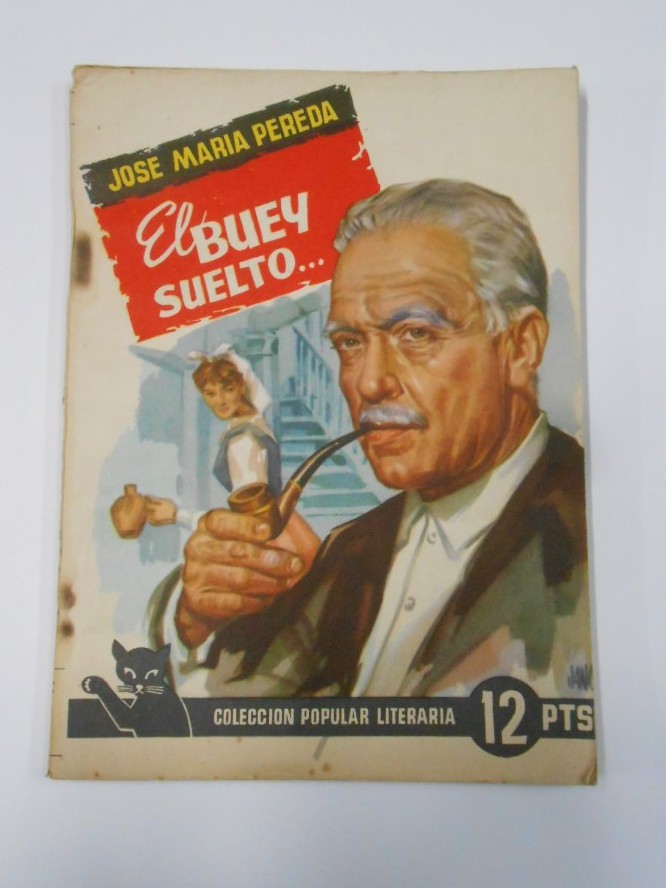 JOSE MARIA PEREDA
El BUEY
SUELTO...
COLECCION POPULAR LITERARIA
12 PTS